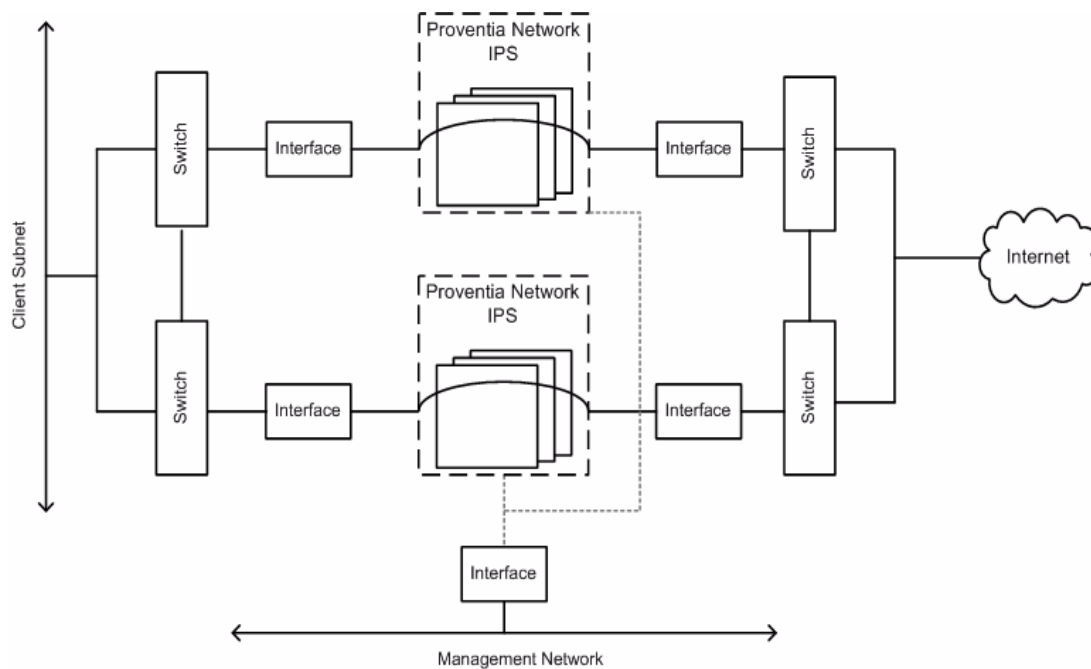 Proventia Network
IPS
Switch
Interface
Interface
Switch
Client Subnet
Internet
Proventia Network
IPS
Switch
Interface
Interface
Switch
Interface
Management Network